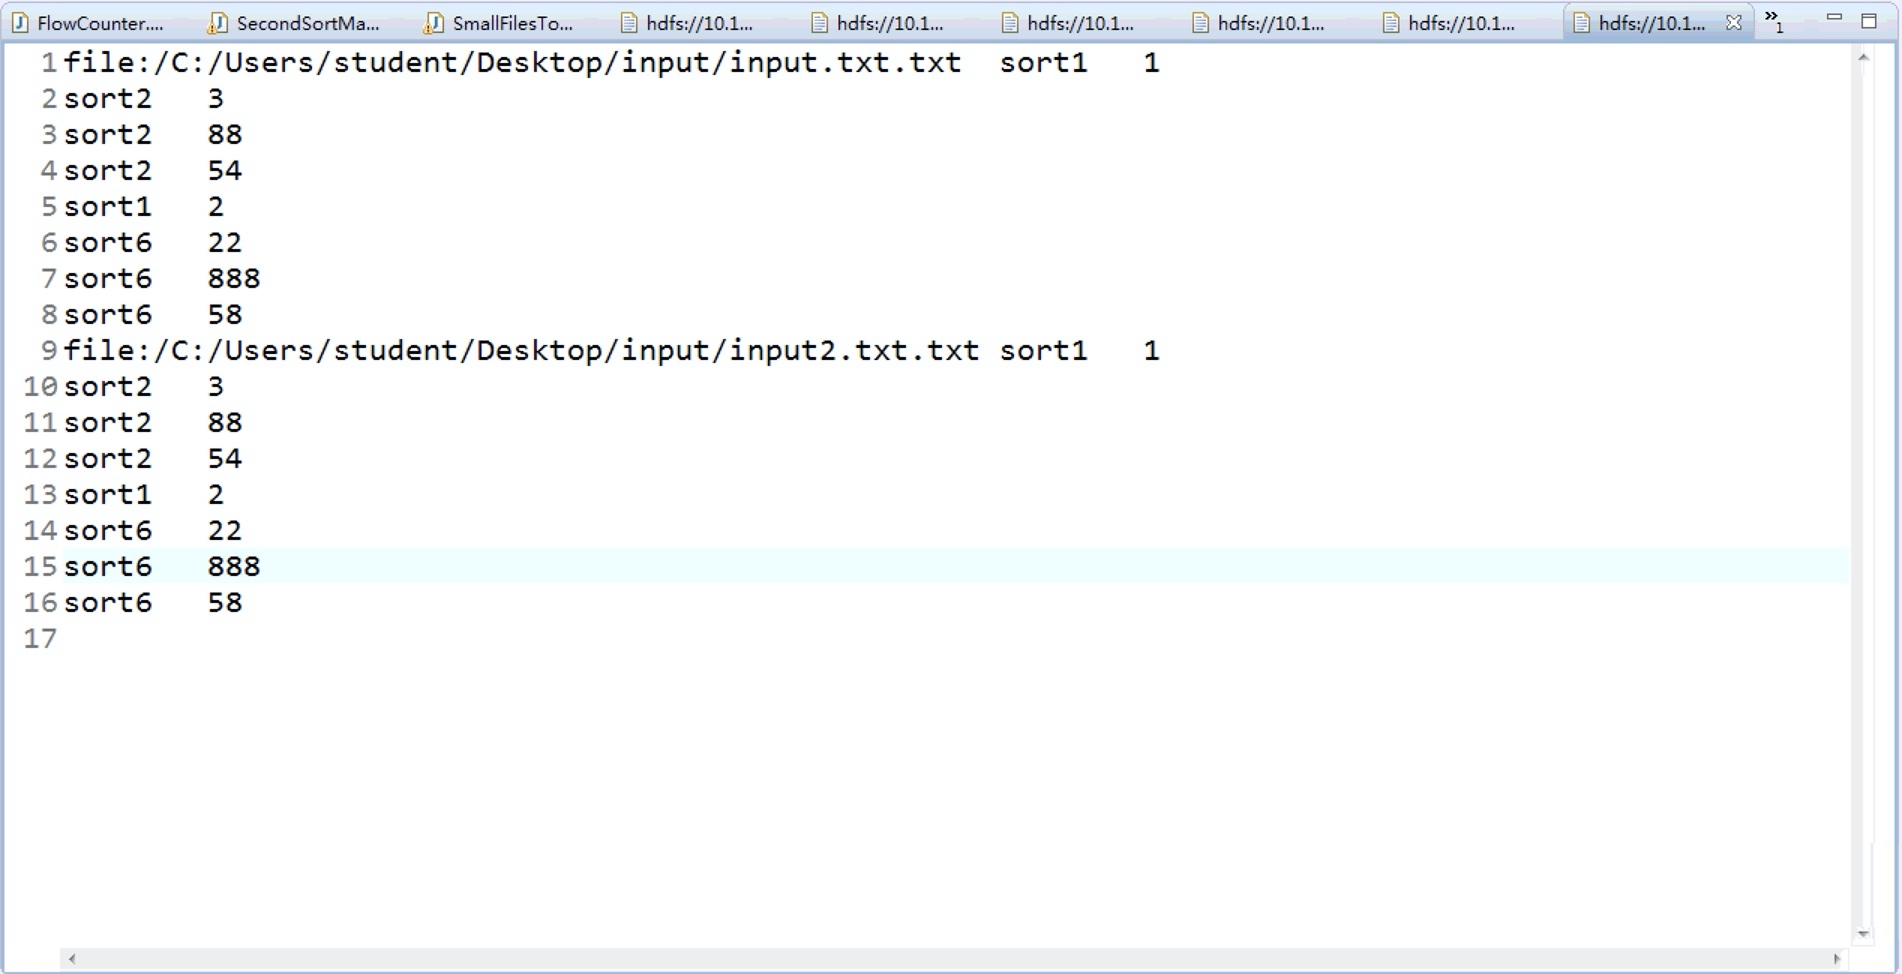 FlowCounter.... SecondSortMa... SmallFilesTo... hdfs://10.1... hdfs://10.1... hdfs://10.1... hdfs://10.1... hdfs://10.1... hdfs://10.1... »1
1 file:/C:/Users/student/Desktop/input/input.txt.txt sort1 1
2 sort2 3
3 sort2 88
4 sort2 54
5 sort1 2
6 sort6 22
7 sort6 888
8 sort6 58
9 file:/C:/Users/student/Desktop/input/input2.txt.txt sort1 1
10 sort2 3
11 sort2 88
12 sort2 54
13 sort1 2
14 sort6 22
15 sort6 888
16 sort6 58
17